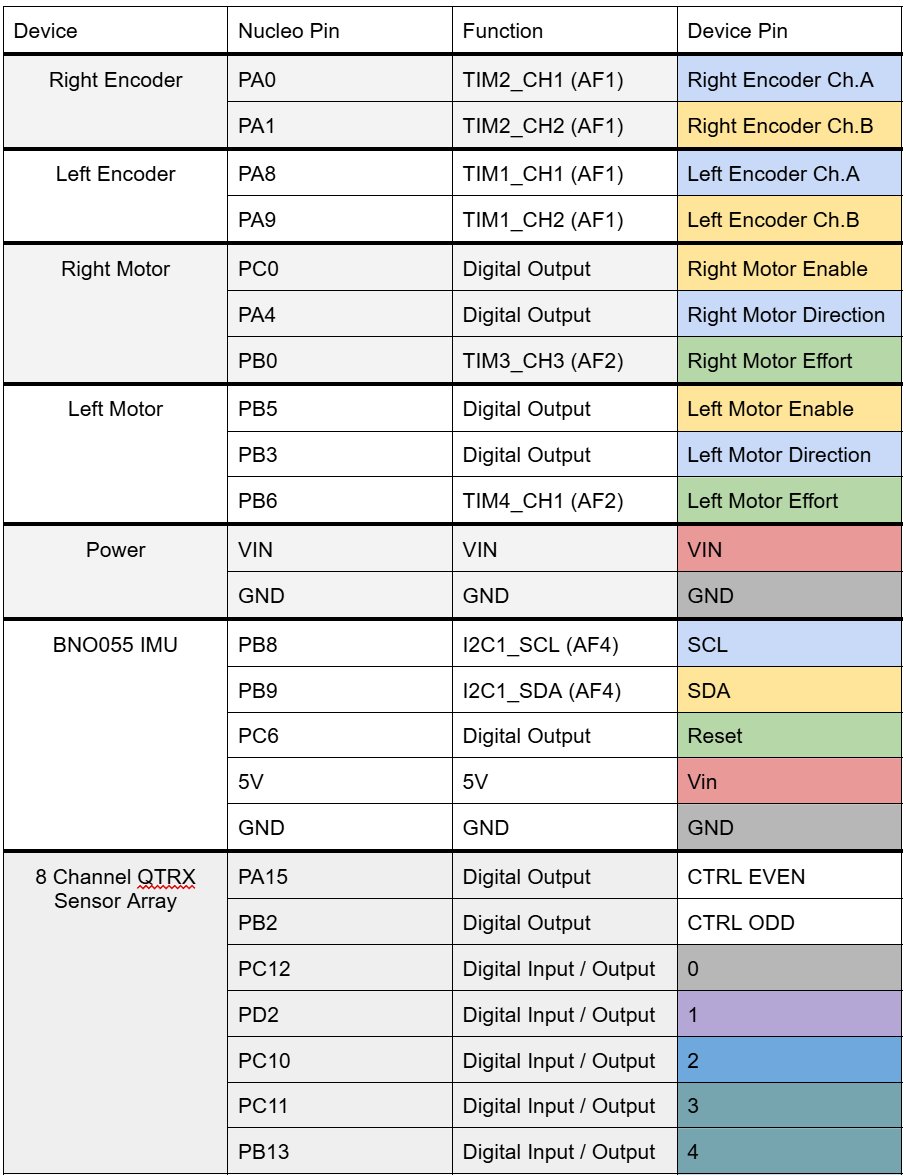 Device Nucleo Pin Function Device Pin
Right Encoder PA0 TIM2_CH1 (AF1) Right Encoder Ch.A
PA1 TIM2_CH2 (AF1) Right Encoder Ch.B
Left Encoder PA8 TIM1_CH1 (AF1) Left Encoder Ch.A
PA9 TIM1_CH2 (AF1) Left Encoder Ch.B
Right Motor PC0 Digital Output Right Motor Enable
PA4 Digital Output Right Motor Direction
PB0 TIM3_CH3 (AF2) Right Motor Effort
Left Motor PB5 Digital Output Left Motor Enable
PB3 Digital Output Left Motor Direction
PB6 TIM4_CH1 (AF2) Left Motor Effort
Power VIN VIN VIN
GND GND GND
BNO055 IMU PB8 I2C1_SCL (AF4) SCL
PB9 I2C1_SDA (AF4) SDA
PC6 Digital Output Reset
5V 5V Vin
GND GND GND
8 Channel QTRX PA15 Digital Output CTRL EVEN
Sensor Array
PB2 Digital Output CTRL ODD
PC12 Digital Input / Output 0
PD2 Digital Input / Output 1
PC10 Digital Input / Output 2
PC11 Digital Input / Output 3
PB13 Digital Input / Output 4